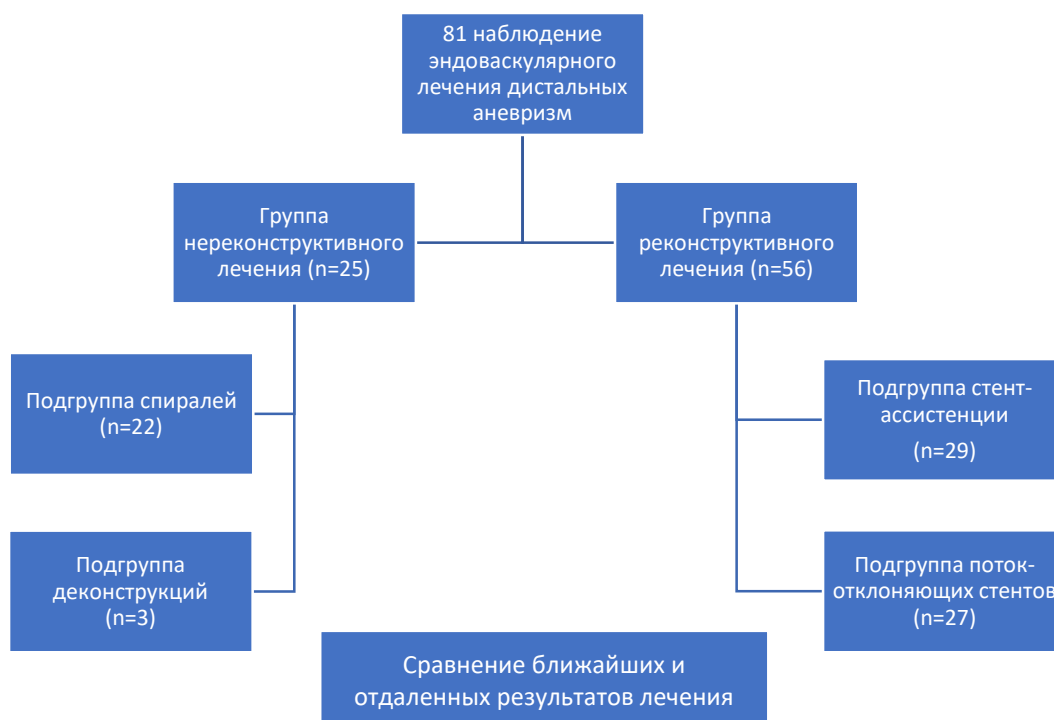 81 наблюдение
эндоваскулярного
лечения дистальных
аневризм
Группа
нереконструктивного
лечения (n=25)
Группа
реконструктивного
лечения (n=56)
Подгруппа спиралей
(n=22)
Подгруппа стент-
ассистенции
(n=29)
Подгруппа
деконструкций
(n=3)
Подгруппа поток-
отклоняющих стентов
(n=27)
Сравнение ближайших и
отдаленных результатов лечения